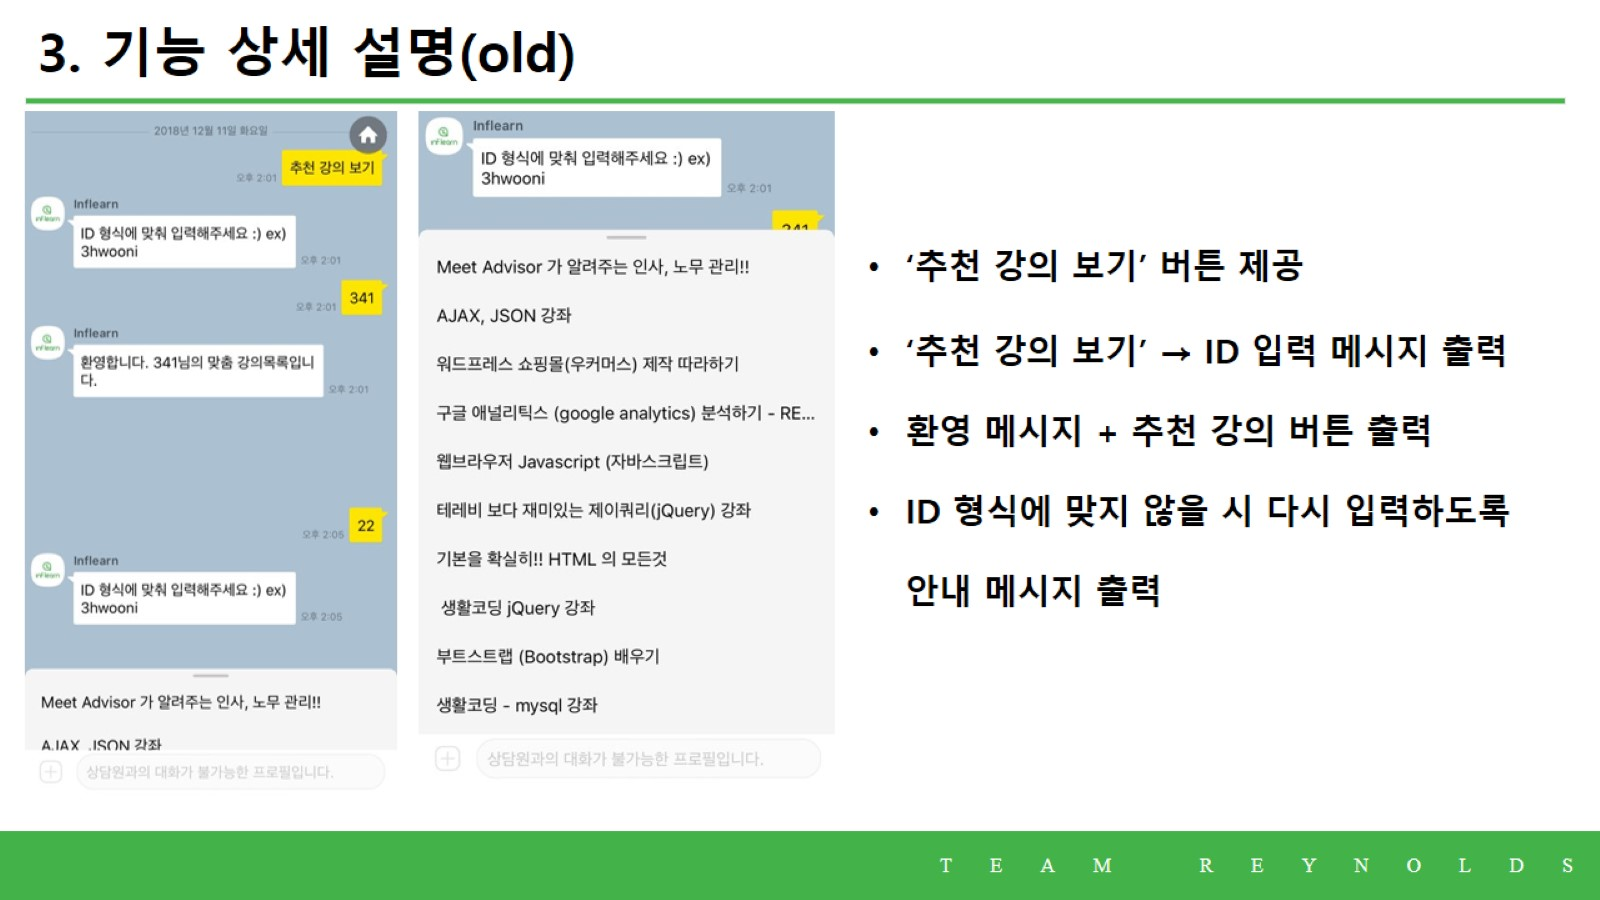 3. 기능 상세 설명(old)
2018년 12월 11일 화요일
추천 강의 보기
오후 2:01
Inflearn
inflearn
ID 형식에 맞춰 입력해주세요 :) ex)
3hwooni
오후 2:01
341
오후 2:01
Inflearn
inflearn
환영합니다. 341님의 맞춤 강의목록입니
다.
오후 2:01
22
오후 2:05
Inflearn
inflearn
ID 형식에 맞춰 입력해주세요 :) ex)
3hwooni
오후 2:05
Meet Advisor 가 알려주는 인사, 노무 관리!!
AJAX, JSON 강좌
상담원과의 대화가 불가능한 프로필입니다.
Inflearn
inflearn
ID 형식에 맞춰 입력해주세요 :) ex)
3hwooni
오후 2:01
341
Meet Advisor 가 알려주는 인사, 노무 관리!!
AJAX, JSON 강좌
워드프레스 쇼핑몰(우커머스) 제작 따라하기
구글 애널리틱스 (google analytics) 분석하기 - RE...
웹브라우저 Javascript (자바스크립트)
테레비 보다 재미있는 제이쿼리(jQuery) 강좌
기본을 확실히!! HTML 의 모든것
생활코딩 jQuery 강좌
부트스트랩 (Bootstrap) 배우기
생활코딩 - mysql 강좌
상담원과의 대화가 불가능한 프로필입니다.
• ‘추천 강의 보기’ 버튼 제공
• ‘추천 강의 보기’ → ID 입력 메시지 출력
• 환영 메시지 + 추천 강의 버튼 출력
• ID 형식에 맞지 않을 시 다시 입력하도록
안내 메시지 출력
TEAM REYNOLDS